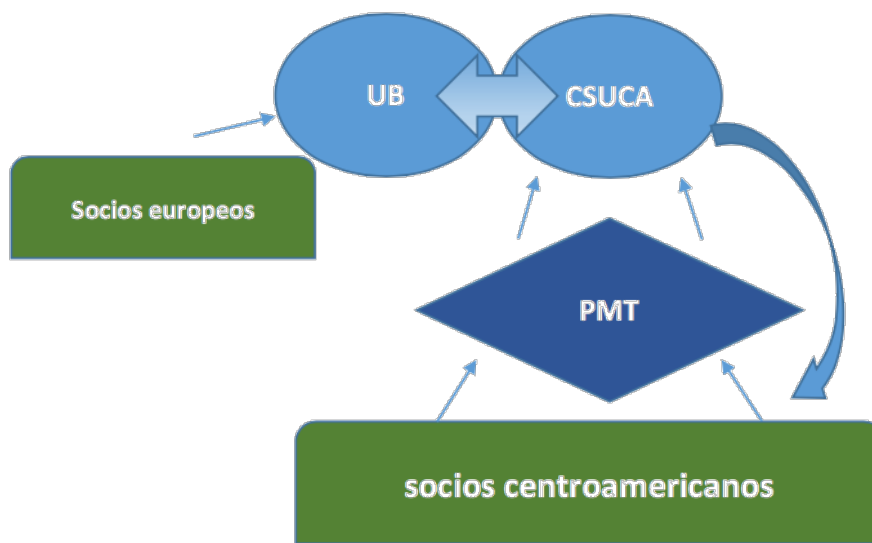 UB
CSUCA
Socios europeos
PMT
socios centroamericanos